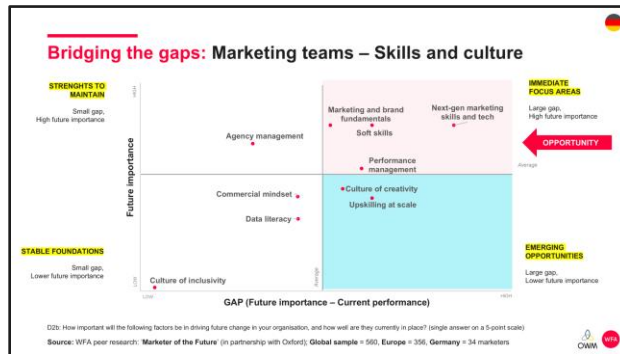 Bridging the gaps: Marketing teams – Skills and culture
STRENGHTS TO
MAINTAIN
Small gap,
High future importance
IMMEDIATE
FOCUS AREAS
Large gap,
High future importance
OPPORTUNITY
HIGH
Marketing and brand
fundamentals
Next-gen marketing
skills and tech
Soft skills
Agency management
Performance
management
Average
Future importance
Culture of creativity
Commercial mindset
Upskilling at scale
Data literacy
STABLE FOUNDATIONS
Small gap,
Lower future importance
EMERGING
OPPORTUNITIES
Large gap,
Lower future importance
Culture of inclusivity
LOW
Average
LOW
HIGH
GAP (Future importance – Current performance)
D2b: How important will the following factors be in driving future change in your organisation, and how well are they currently in place? (single answer on a 5-point scale)
Source: WFA peer research: 'Marketer of the Future' (in partnership with Oxford); Global sample = 560, Europe = 356, Germany = 34 marketers
OWM
WFA